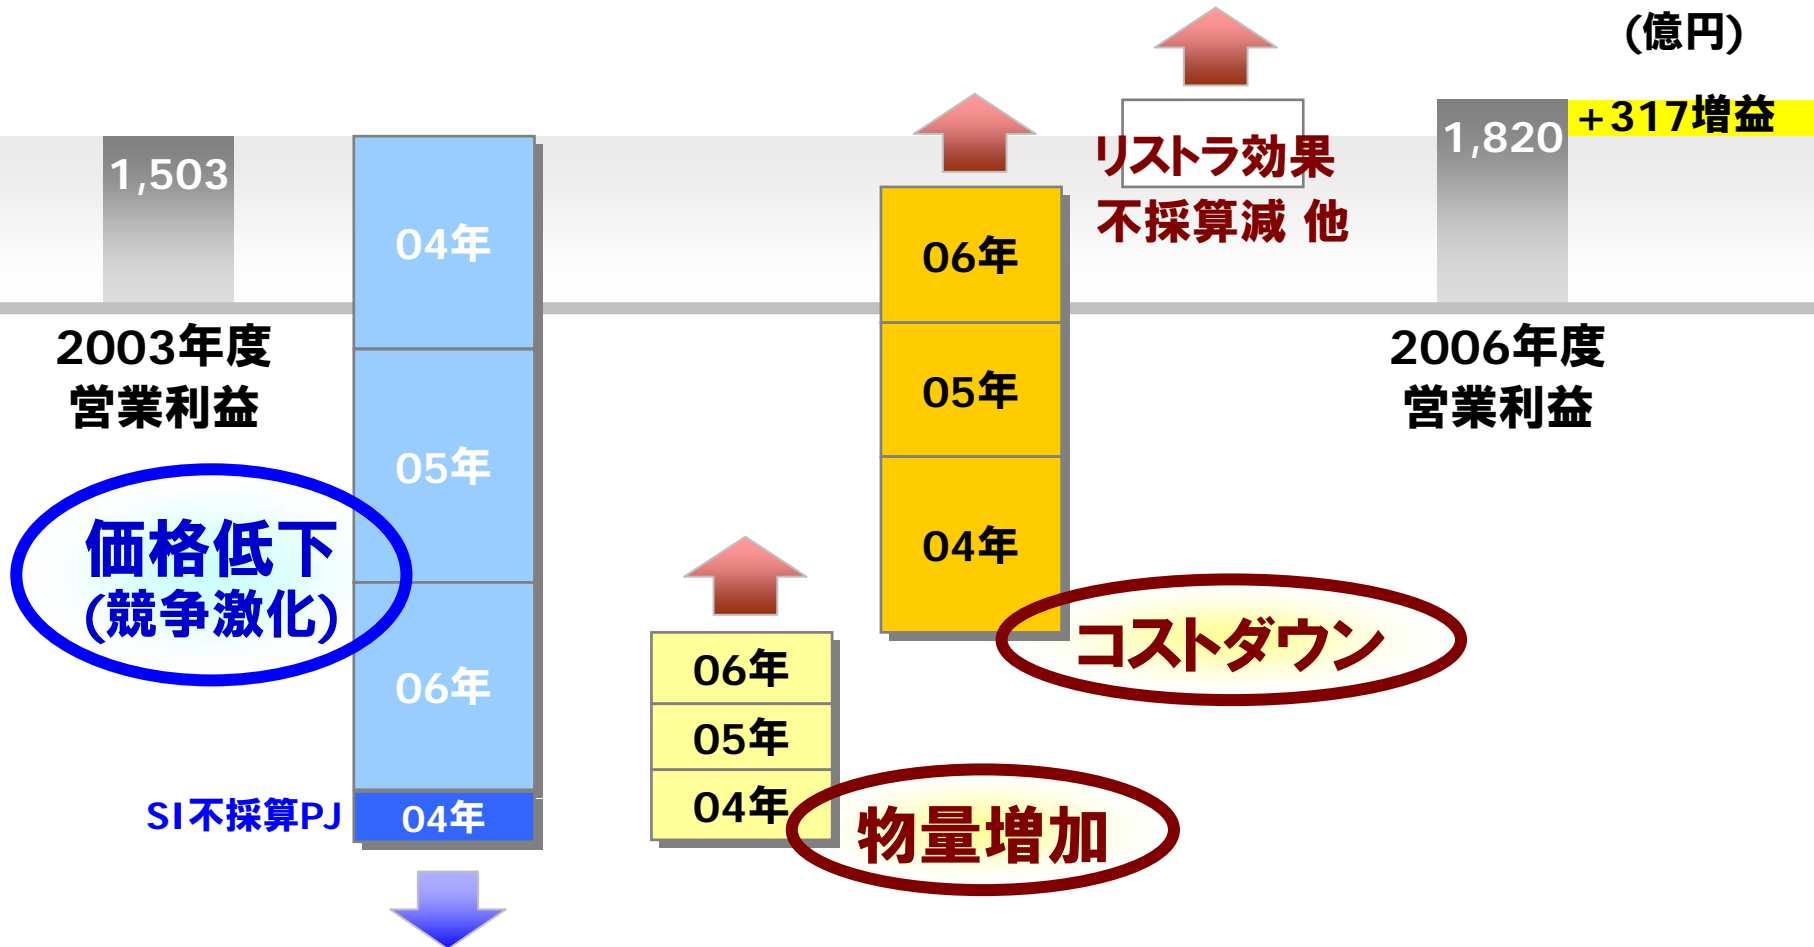 (億円)
+317増益
1,503
1,820
リストラ効果
不採算減 他
04年
05年
06年
06年
05年
04年
2003年度
営業利益
2006年度
営業利益
価格低下
(競争激化)
コストダウン
06年
05年
04年
SI不採算PJ
04年
物量増加